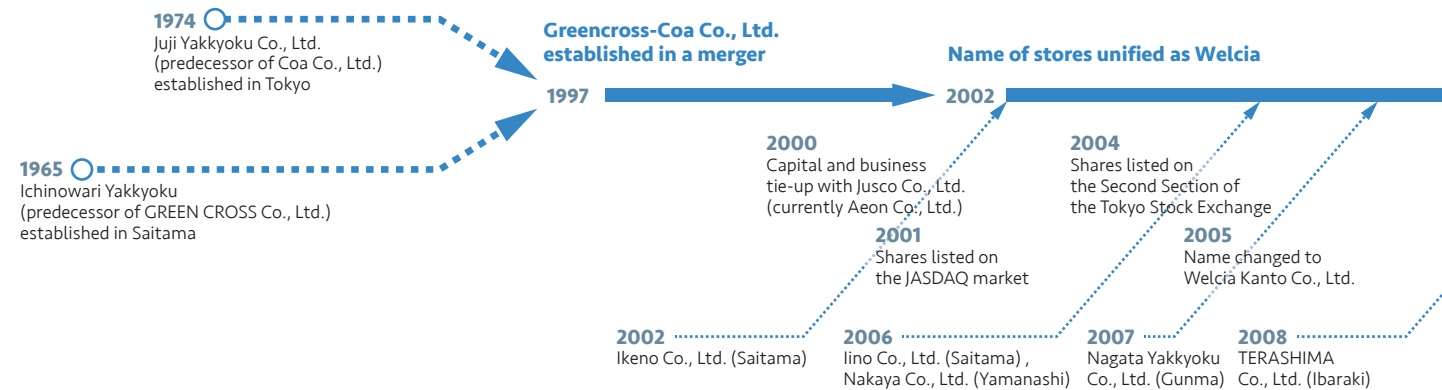 1974
Juji Yakkyoku Co., Ltd.
(predecessor of Coa Co., Ltd.)
established in Tokyo
1965
Ichinowari Yakkyoku
(predecessor of GREEN CROSS Co., Ltd.)
established in Saitama
Greencross-Coa Co., Ltd.
established in a merger
1997
Name of stores unified as Welcia
2002
2000
Capital and business
tie-up with Jusco Co., Ltd.
(currently Aeon Co., Ltd.)
2001
Shares listed on
the JASDAQ market
2004
Shares listed on
the Second Section of
the Tokyo Stock Exchange
2005
Name changed to
Welcia Kanto Co., Ltd.
2002
Ikeno Co., Ltd. (Saitama)
2006
Iino Co., Ltd. (Saitama) ,
Nakaya Co., Ltd. (Yamanashi)
2007
Nagata Yakkyoku
Co., Ltd. (Gunma)
2008
TERASHIMA
Co., Ltd. (Ibaraki)